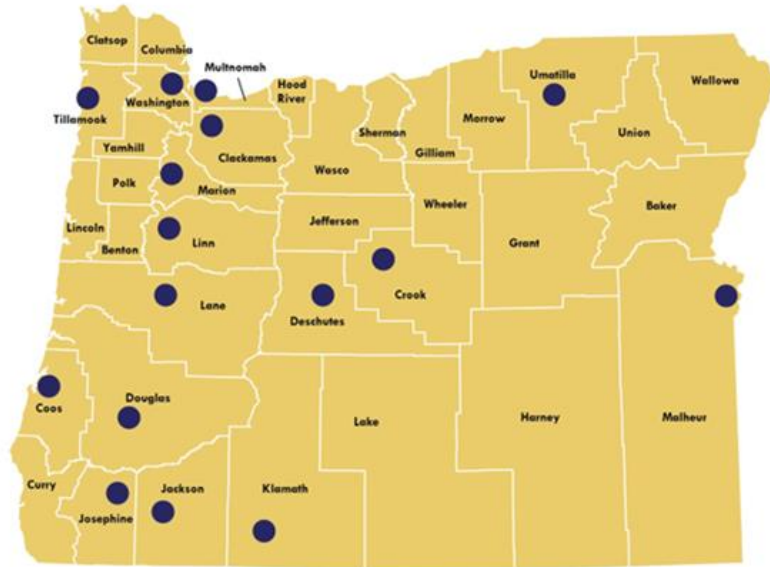 Clatsop
Columbia
Multnomah
Hood
River
Umatilla
Wallowa
Washington
Tillamook
Sherman
Morrow
Union
Yamhill
Gilliam
Clackamas
Wasco
Polk
Marion
Wheeler
Baker
Lincoln
Jefferson
Grant
Benton
Linn
Crook
Lane
Deschutes
Coos
Douglas
Lake
Harney
Malheur
Curry
Jackson
Klamath
Josephine